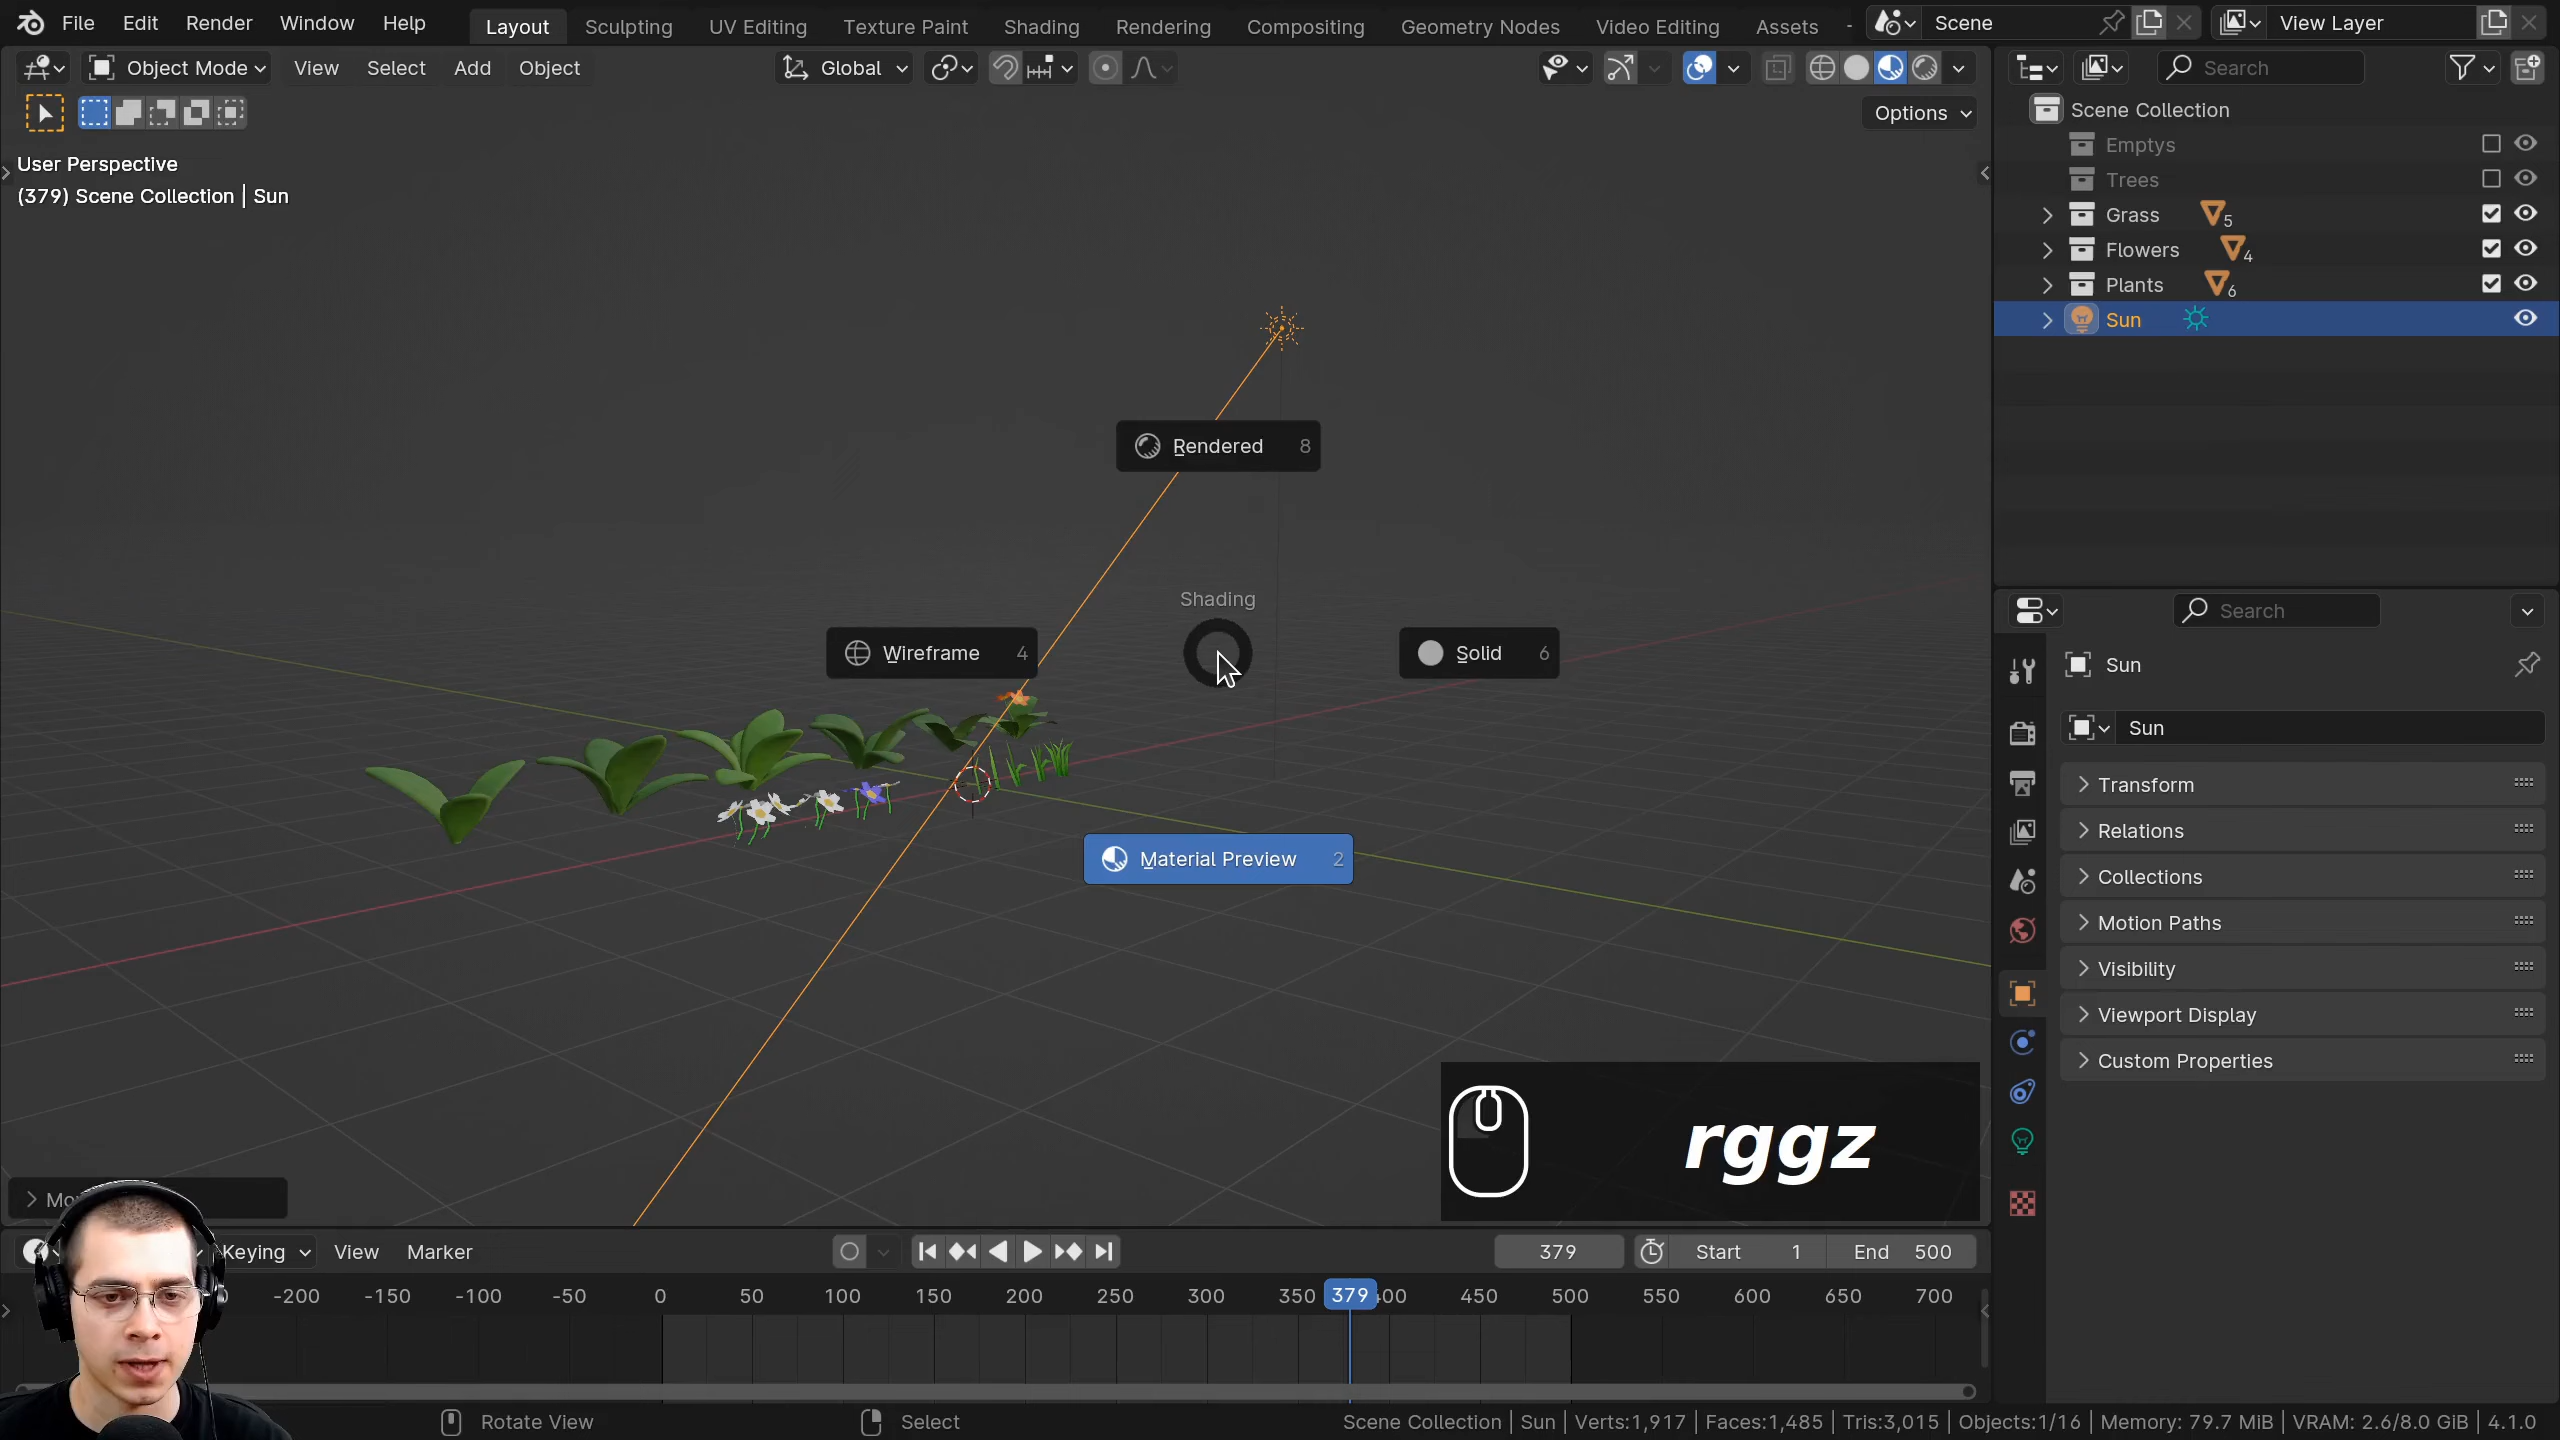 File Edit Render Window Help Layout Sculpting UV Editing Texture Paint Shading Rendering Compositing Geometry Nodes Video Editing Assets Scene View Layer
Object Mode View Select Add Object Global Search
Options
User Perspective
(379) Scene Collection | Sun
Scene Collection
Emptys
Trees
Grass 5
Flowers 4
Plants 6
Sun
Rendered 8
Shading
Wireframe 4
Solid 6
Material Preview 2
Search
Sun
Sun
Transform
Relations
Collections
Motion Paths
Visibility
Viewport Display
Custom Properties
rggz
Keying View Marker 379 Start 1 End 500
-200 -150 -100 -50 0 50 100 150 200 250 300 350 379 450 500 550 600 650 700
Rotate View Select Scene Collection | Sun | Verts:1,917 | Faces:1,485 | Tris:3,015 | Objects:1/16 | Memory: 79.7 MiB | VRAM: 2.6/8.0 GiB | 4.1.0